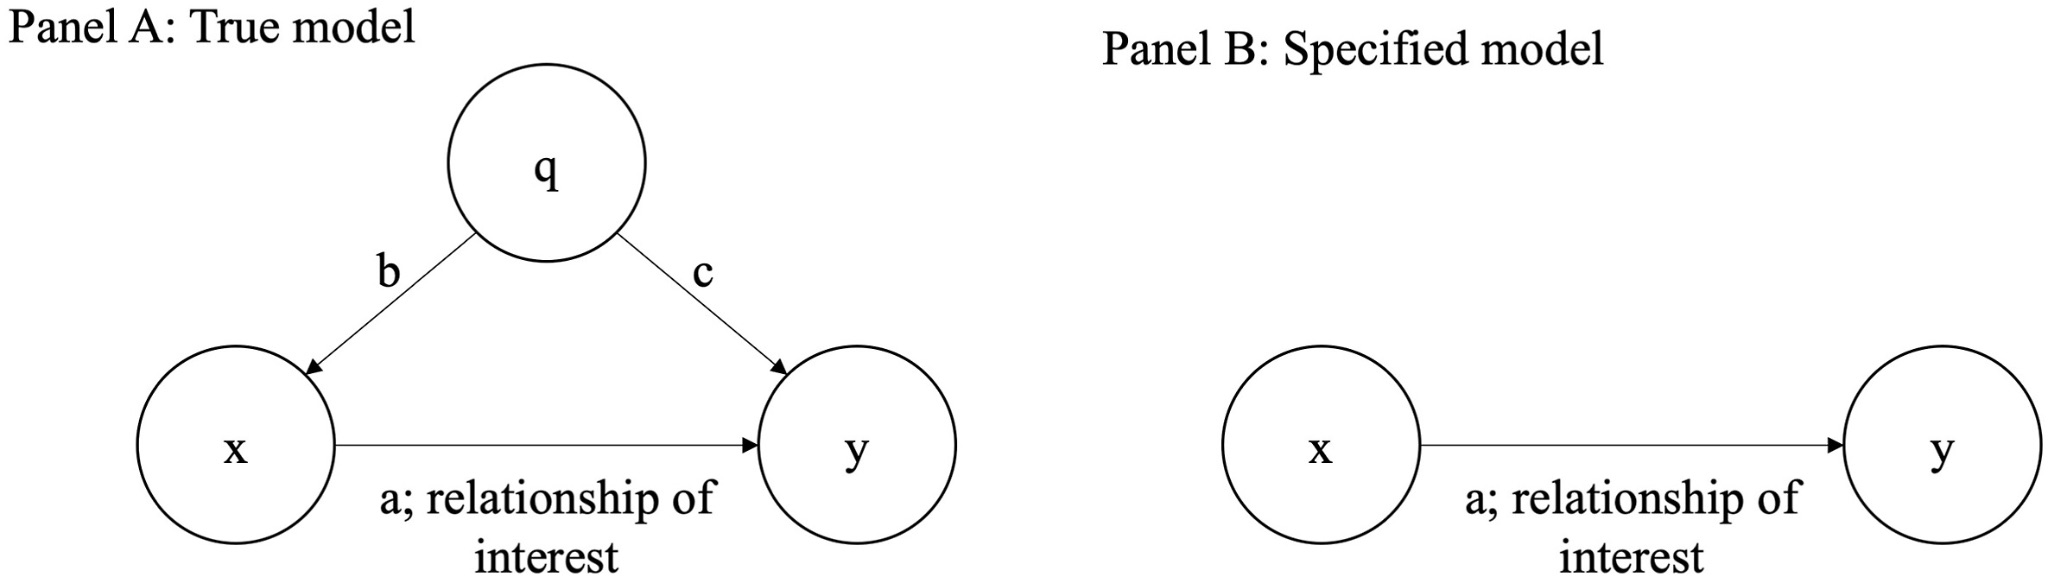 Panel A: True model
q
b
c
x
y
a; relationship of
interest
Panel B: Specified model
x
y
a; relationship of
interest